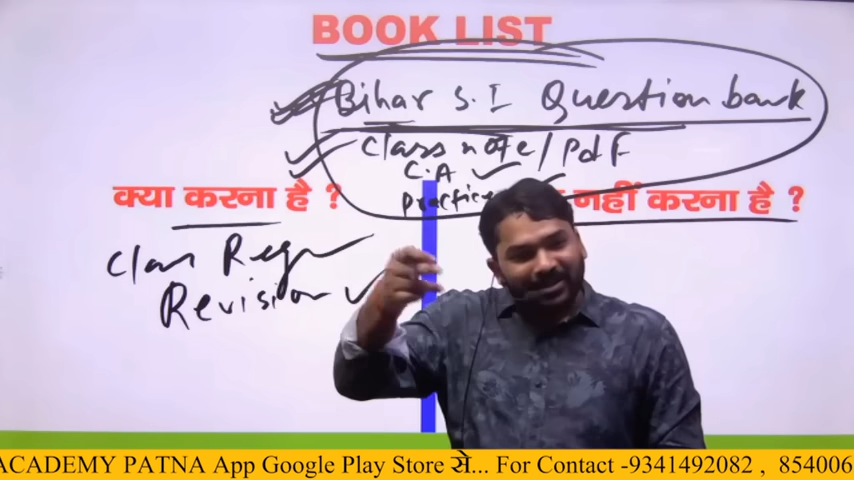 BOOK LIST
Bihar S.I Question bank
Class note/Pdf
C.A
क्या करना है ?
नहीं करना है ?
Class
Revision
ACADEMY PATNA App Google Play Store से... For Contact -9341492082 , 854006